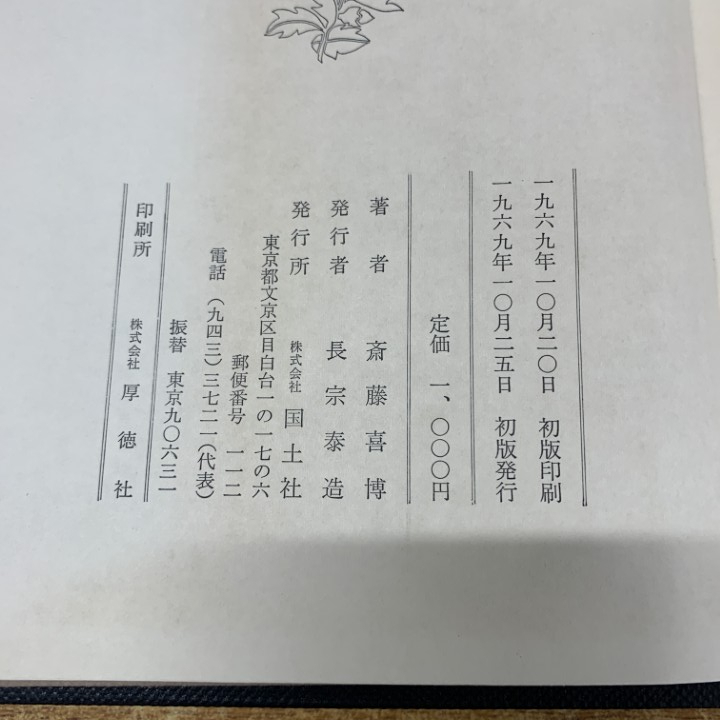 一九六九年一〇月二〇日　初版印刷
一九六九年一〇月二五日　初版発行
定価　一、〇〇〇円
著者　斎藤喜博
発行者　長宗泰造
発行所　株式会社　国土社
東京都文京区目白台一の一七の六
郵便番号　一一二
電話（九四三）三七二一（代表）
振替　東京九〇六三一
印刷所　株式会社　厚徳社